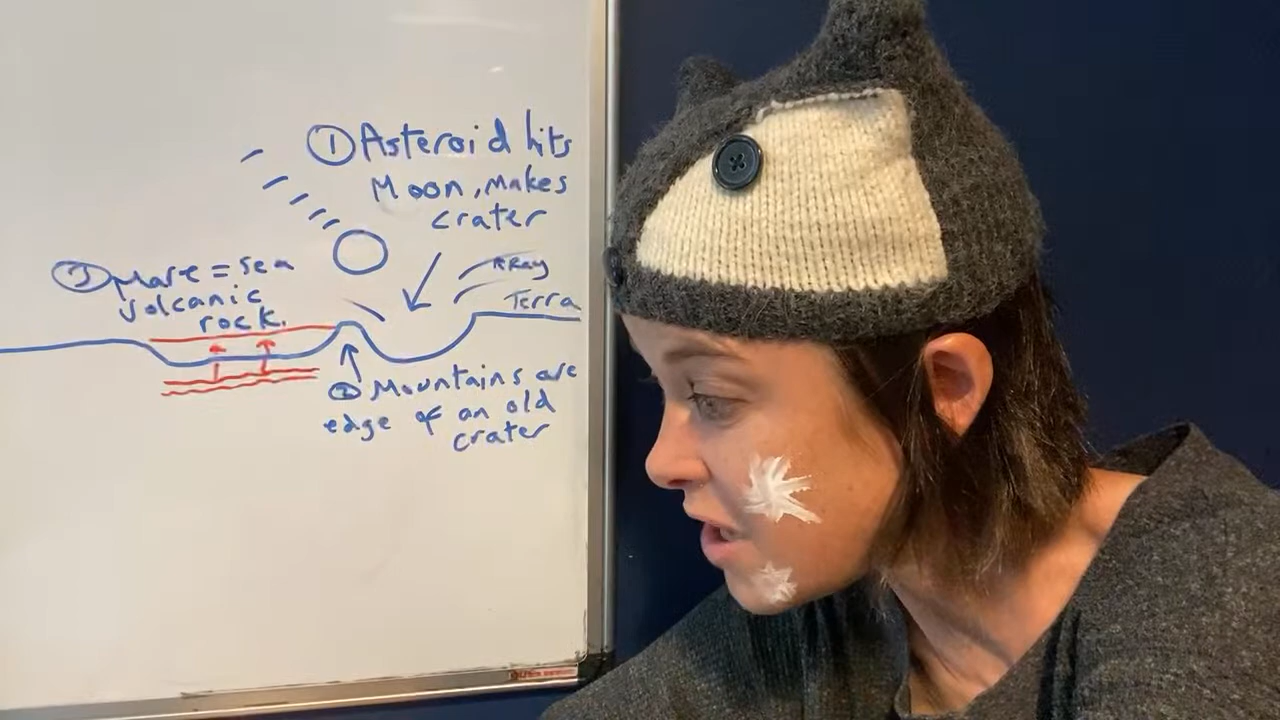 ① Asteroid hits
Moon, makes
crater
Ray
Terra
② Mountains are
edge of an old
crater
③ Mare = sea
volcanic
rock.